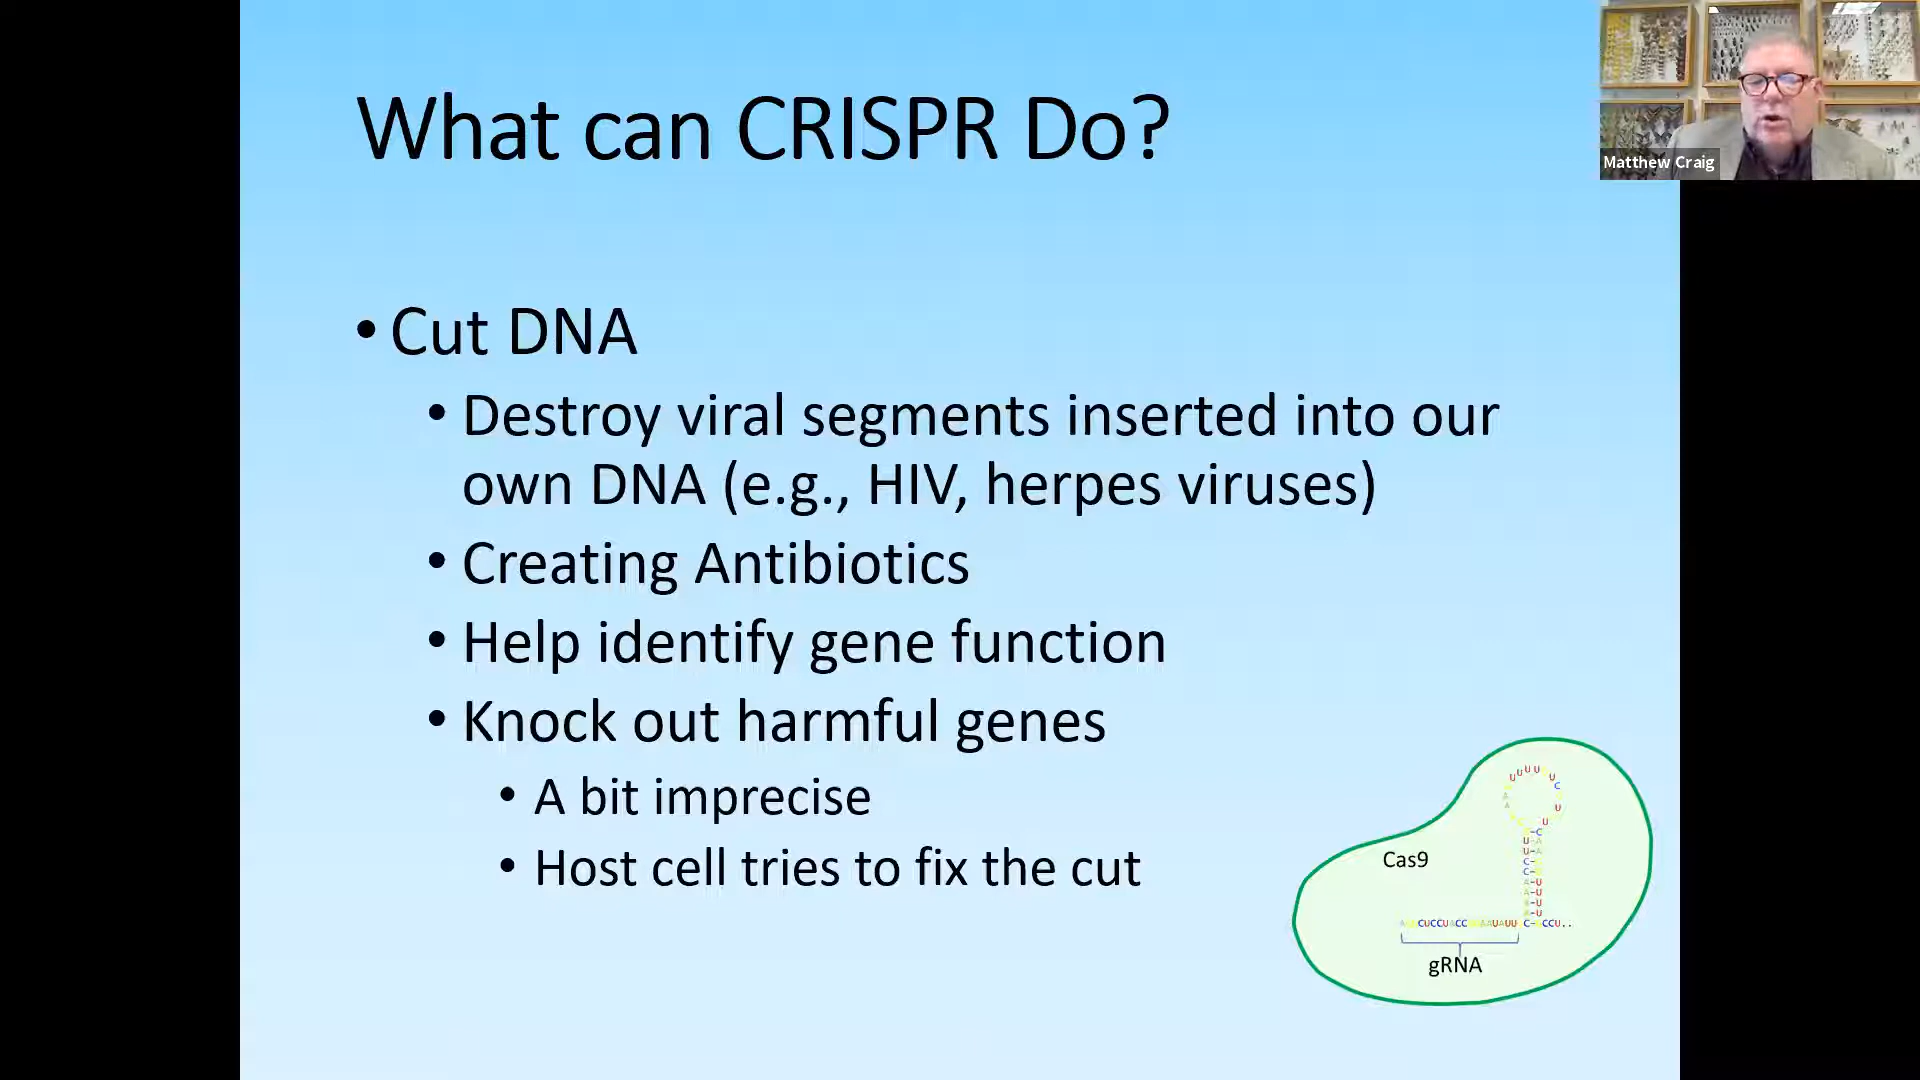 What can CRISPR Do?
Matthew Craig
• Cut DNA
• Destroy viral segments inserted into our
own DNA (e.g., HIV, herpes viruses)
• Creating Antibiotics
• Help identify gene function
• Knock out harmful genes
• A bit imprecise
• Host cell tries to fix the cut
Cas9
gRNA